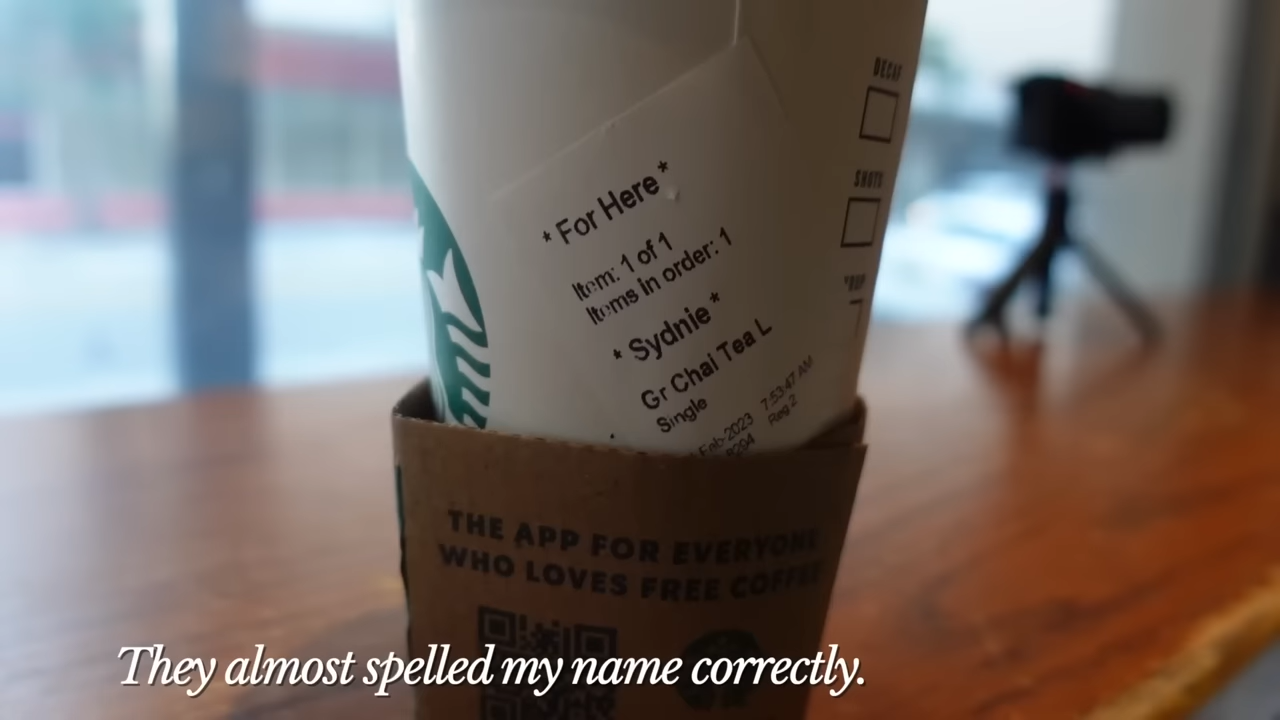 DECAF
SHOTS
* For Here *
Item: 1 of 1
Items in order: 1
* Sydnie *
Gr Chai Tea L
Single
Feb-2023 7:53:47 AM
Reg 2
THE APP FOR EVERYONE
WHO LOVES FREE COFFEE
They almost spelled my name correctly.